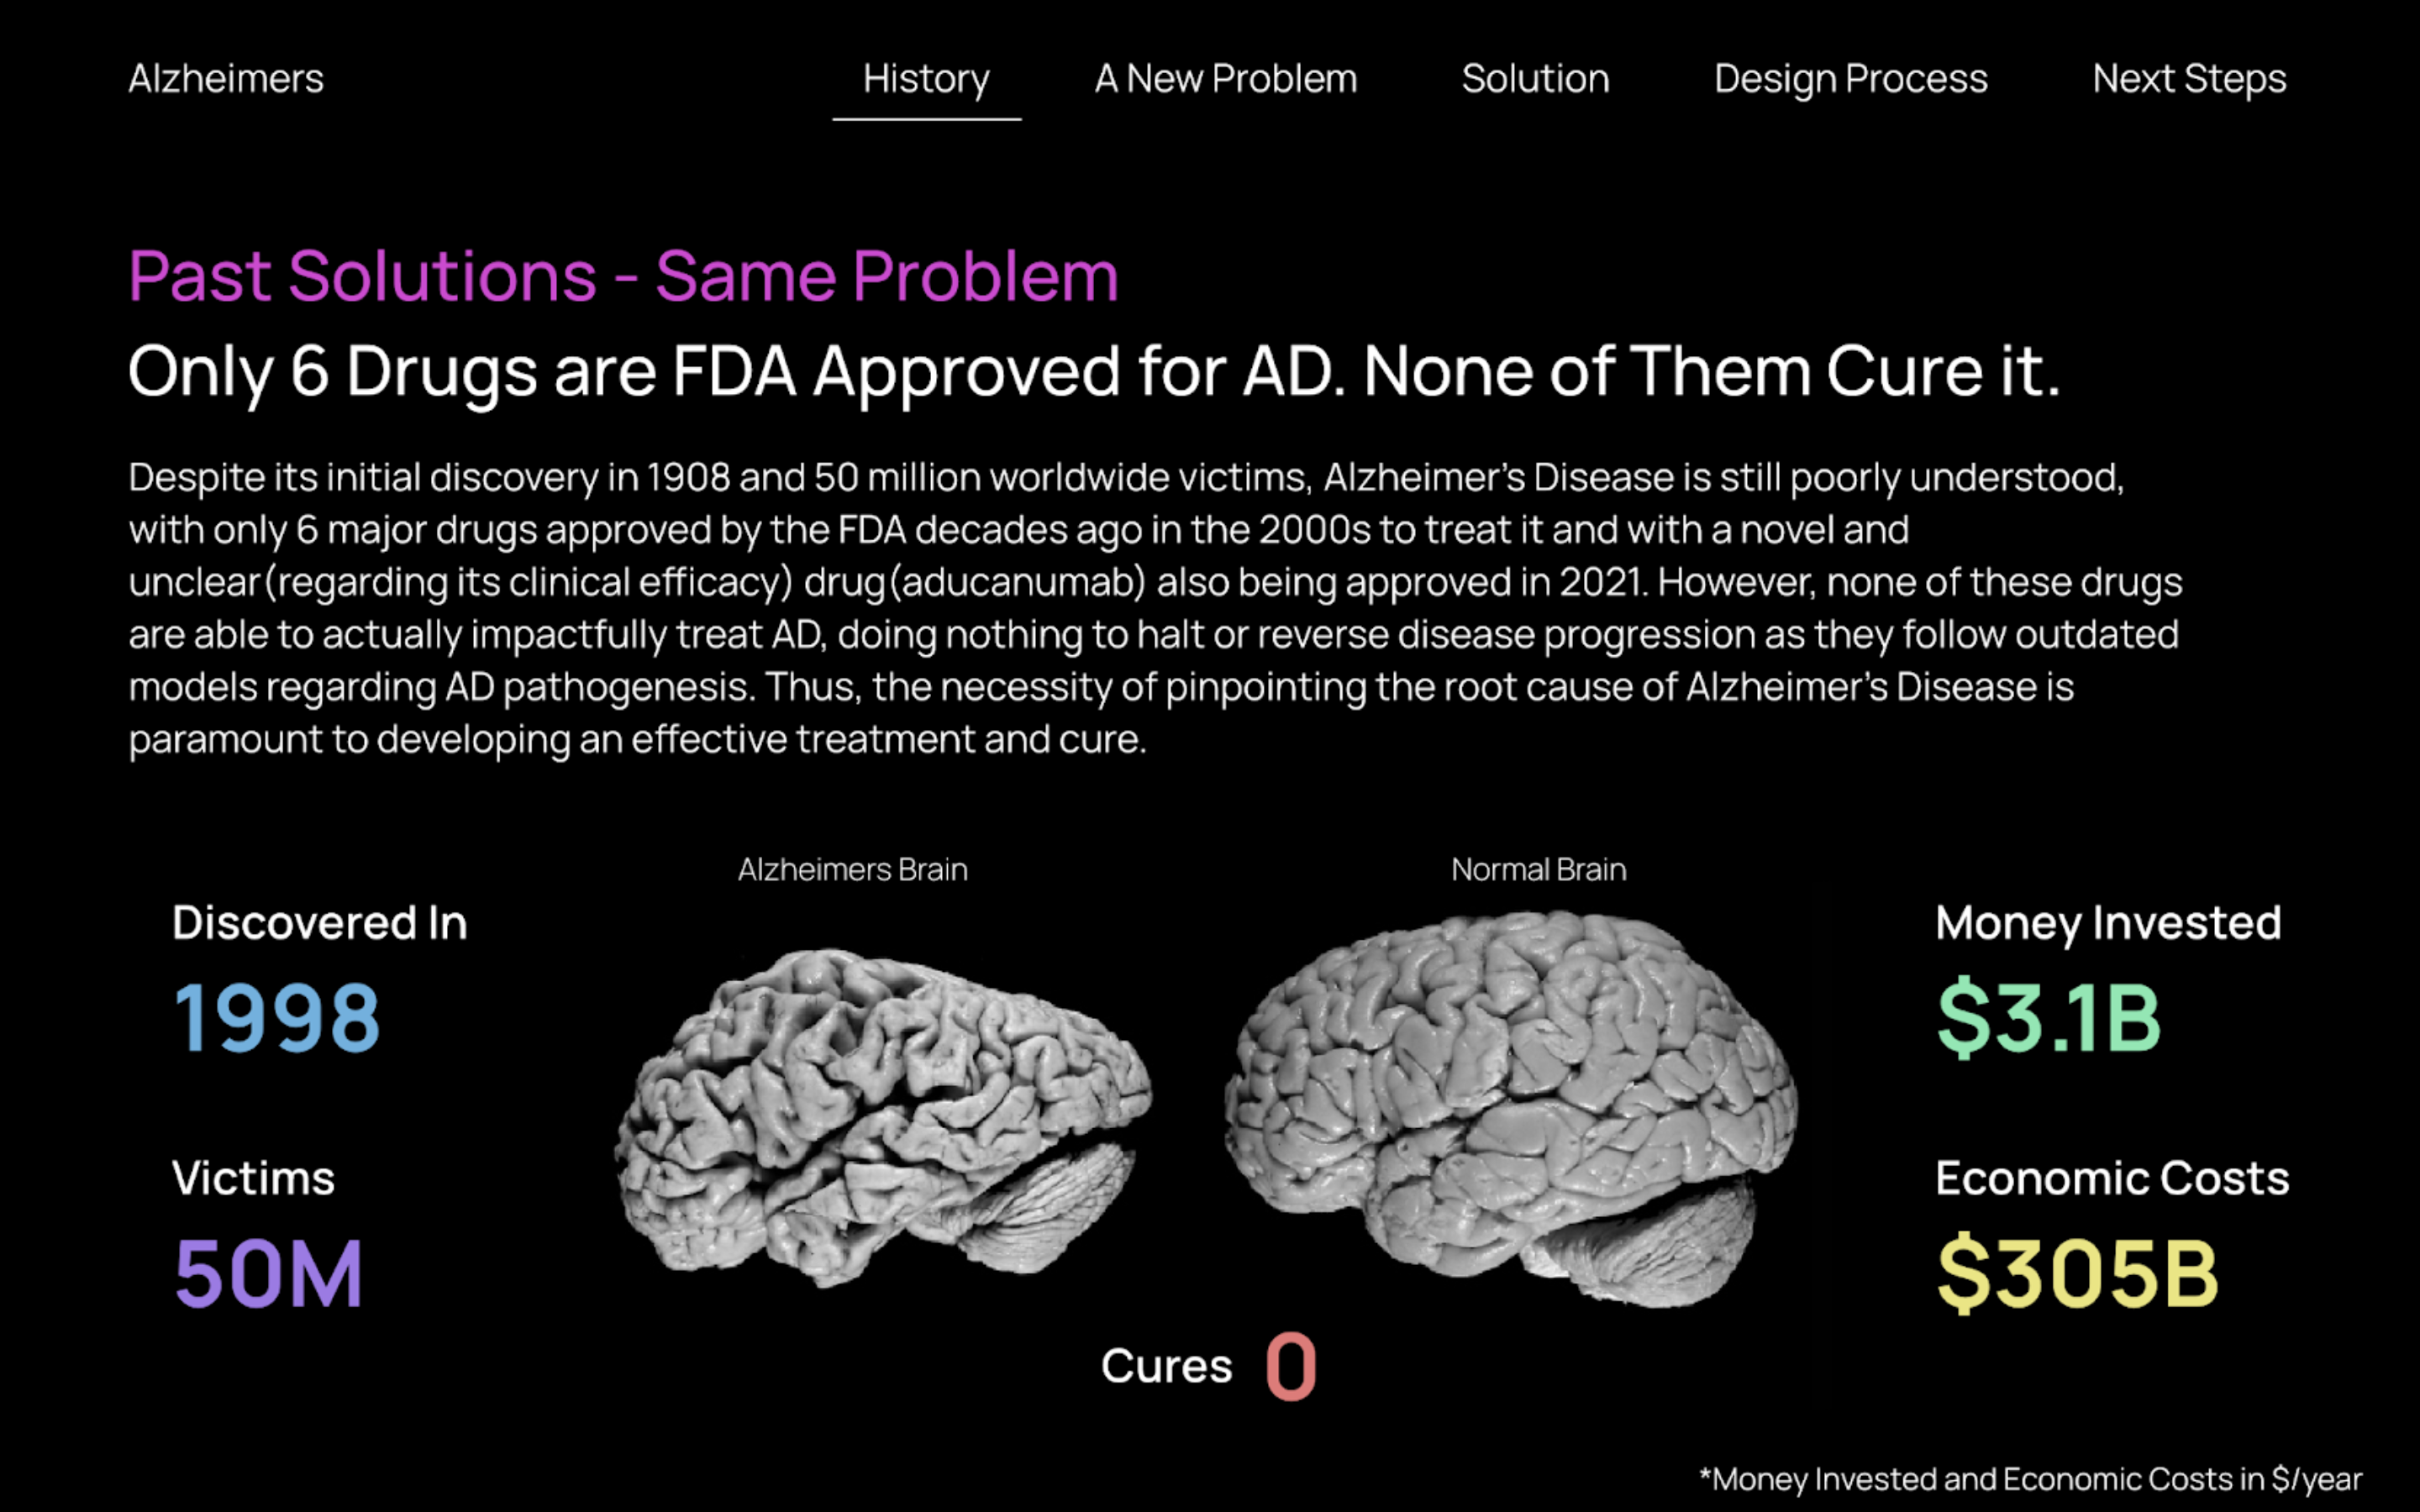 Alzheimers
History
A New Problem
Solution
Design Process
Next Steps
Past Solutions - Same Problem
Only 6 Drugs are FDA Approved for AD. None of Them Cure it.
Despite its initial discovery in 1908 and 50 million worldwide victims, Alzheimer's Disease is still poorly understood,
with only 6 major drugs approved by the FDA decades ago in the 2000s to treat it and with a novel and
unclear(regarding its clinical efficacy) drug(aducanumab) also being approved in 2021. However, none of these drugs
are able to actually impactfully treat AD, doing nothing to halt or reverse disease progression as they follow outdated
models regarding AD pathogenesis. Thus, the necessity of pinpointing the root cause of Alzheimer's Disease is
paramount to developing an effective treatment and cure.
Discovered In
1998
Victims
50M
Alzheimers Brain
Normal Brain
Money Invested
$3.1B
Economic Costs
$305B
Cures 0
*Money Invested and Economic Costs in $/year